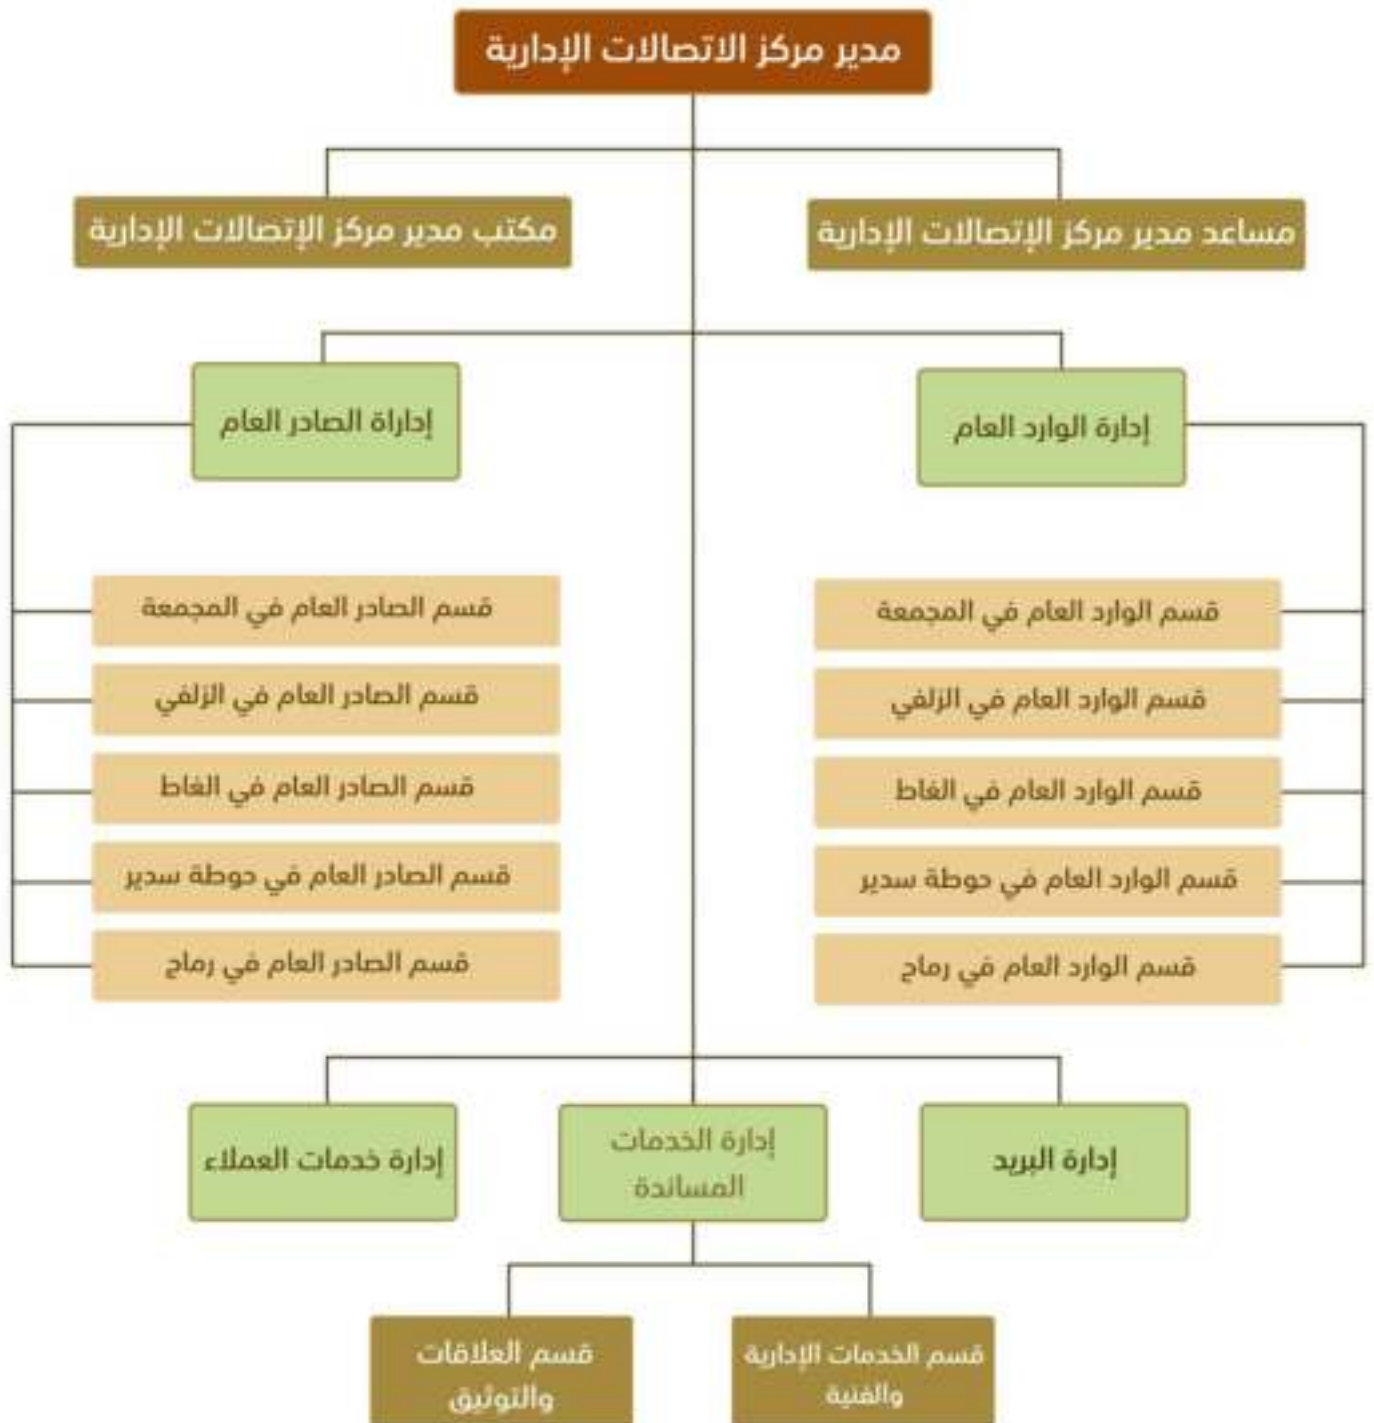 مدير مركز الاتصالات الإدارية
مساعد مدير مركز الإتصالات الإدارية
مكتب مدير مركز الإتصالات الإدارية
إدارة الوارد العام
إداراة الصادر العام
قسم الوارد العام في المجمعة
قسم الوارد العام في الزلفي
قسم الوارد العام في الغاط
قسم الوارد العام في حوطة سدير
قسم الوارد العام في رماح
قسم الصادر العام في المجمعة
قسم الصادر العام في الزلفي
قسم الصادر العام في الغاط
قسم الصادر العام في حوطة سدير
قسم الصادر العام في رماح
إدارة البريد
إدارة الخدمات
المساندة
إدارة خدمات العملاء
قسم الخدمات الإدارية
والفنية
قسم العلاقات
والتوثيق